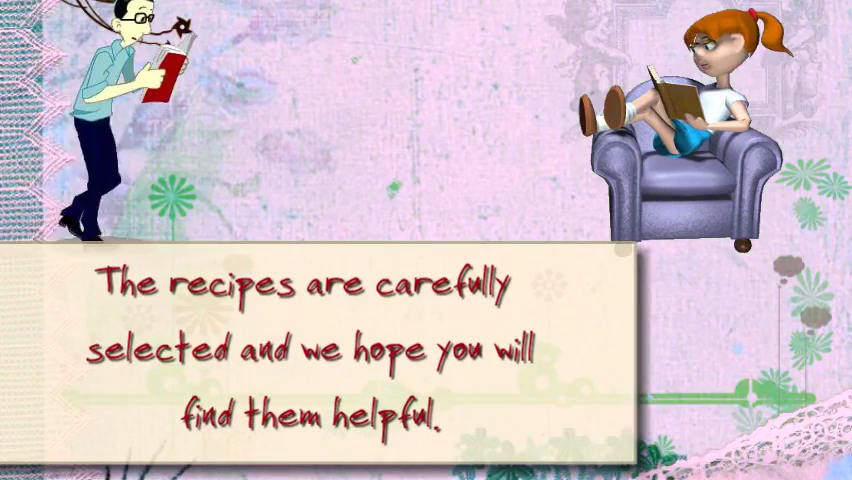 The recipes are carefully
selected and we hope you will
find them helpful.